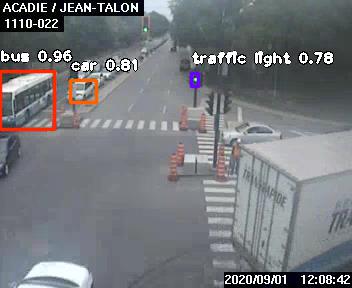 ACADIE / JEAN-TALON
1110-022
bus 0.96
car 0.81
traffic light 0.78
TRANSRAPIDE
2020/09/01 12:08:42